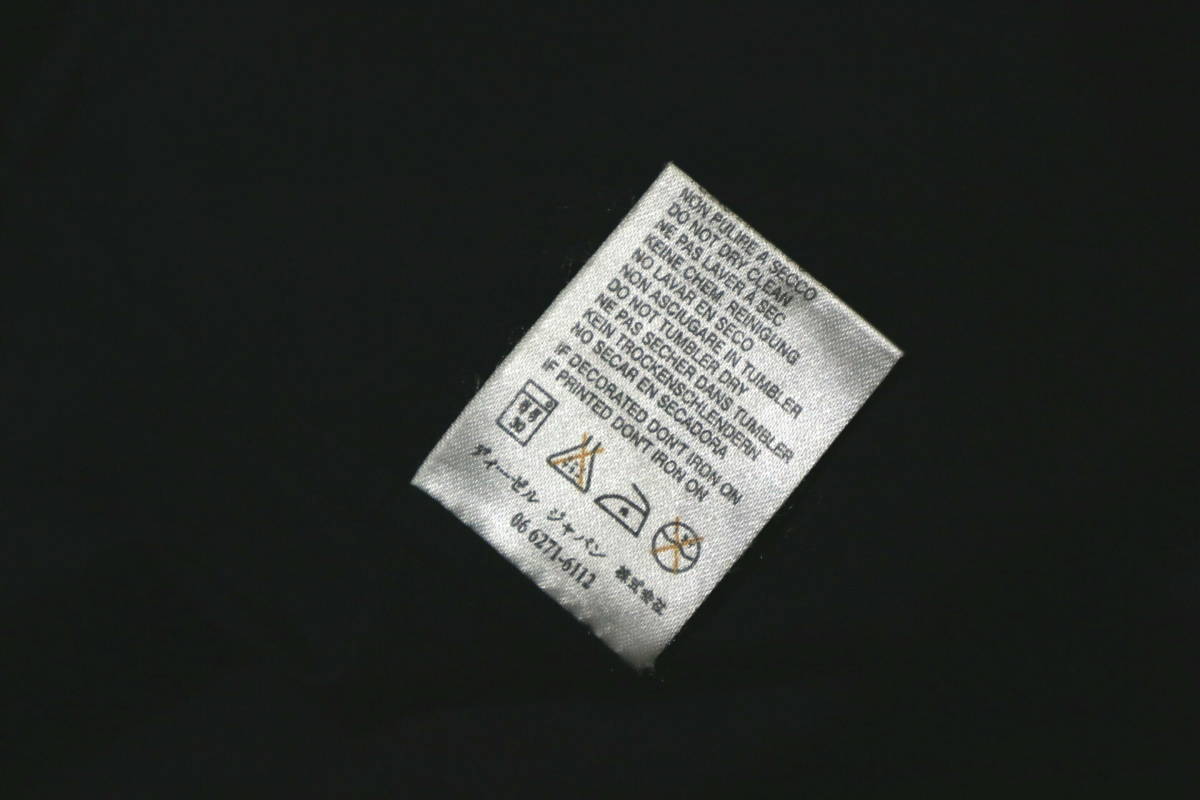 NON PULIRE A SECCO
DO NOT DRY CLEAN
NE PAS LAVER A SEC
KEINE CHEM. REINIGUNG
NO LAVAR EN SECO
NON ASCIUGARE IN TUMBLER
DO NOT TUMBLER DRY
NE PAS SECHER DANS TUMBLER
KEIN TROCKENSCHLENDERN
NO SECAR EN SECADORA
IF DECORATED DON'T IRON ON
IF PRINTED DON'T IRON ON
30
ディーゼル ジャパン 株式会社
06 6271-6112